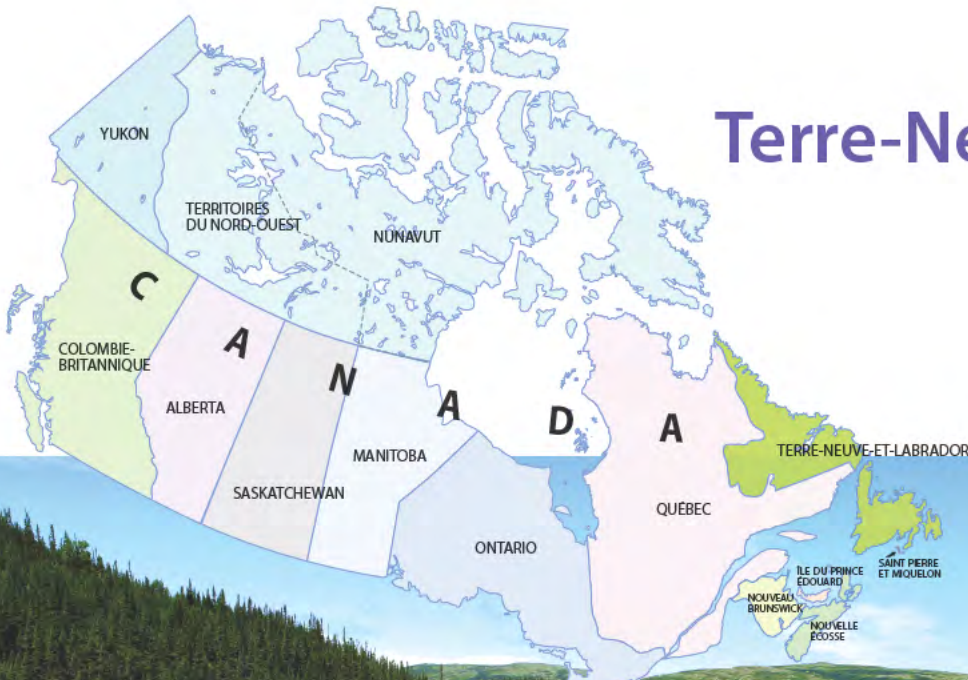 Terre-Ne
YUKON
TERRITOIRES
DU NORD-OUEST
NUNAVUT
CANADA
COLOMBIE-
BRITANNIQUE
ALBERTA
SASKATCHEWAN
MANITOBA
ONTARIO
QUÉBEC
TERRE-NEUVE-ET-LABRADOR
SAINT PIERRE
ET MIQUELON
ÎLE DU PRINCE
ÉDOUARD
NOUVEAU
BRUNSWICK
NOUVELLE
ÉCOSSE